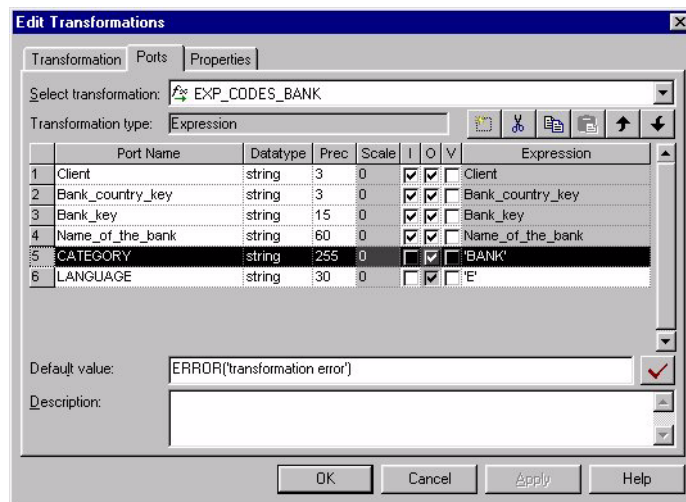 Edit Transformations
Transformation Ports Properties
Select transformation: EXP_CODES_BANK
Transformation type: Expression
Port Name Datatype Prec Scale I O V Expression
1 Client string 3 0 Client
2 Bank_country_key string 3 0 Bank_country_key
3 Bank_key string 15 0 Bank_key
4 Name_of_the_bank string 60 0 Name_of_the_bank
5 CATEGORY string 255 0 'BANK'
6 LANGUAGE string 30 0 'E'
Default value: ERROR('transformation error')
Description:
OK Cancel Apply Help